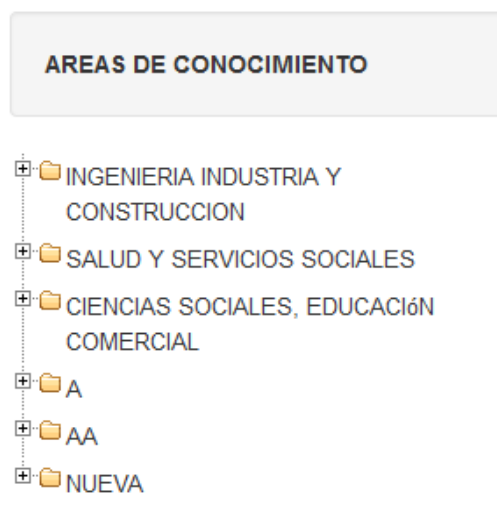 AREAS DE CONOCIMIENTO
INGENIERIA INDUSTRIA Y
CONSTRUCCION
SALUD Y SERVICIOS SOCIALES
CIENCIAS SOCIALES, EDUCACIóN
COMERCIAL
A
AA
NUEVA